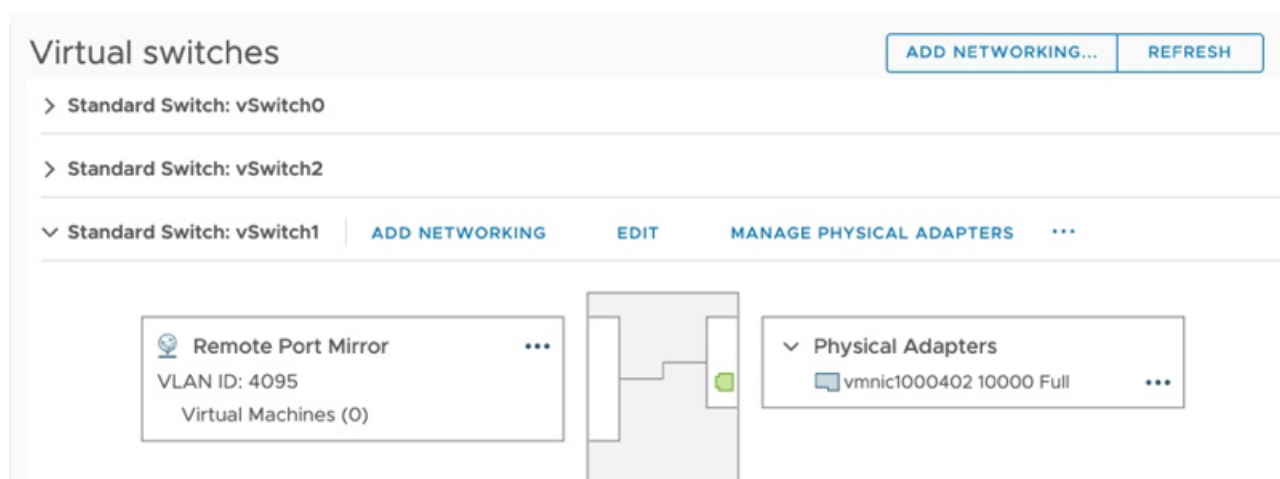 Virtual switches
ADD NETWORKING... REFRESH
Standard Switch: vSwitch0
Standard Switch: vSwitch2
Standard Switch: vSwitch1 ADD NETWORKING EDIT MANAGE PHYSICAL ADAPTERS ...
Remote Port Mirror ...
VLAN ID: 4095
Virtual Machines (0)
Physical Adapters
vmnic1000402 10000 Full ...